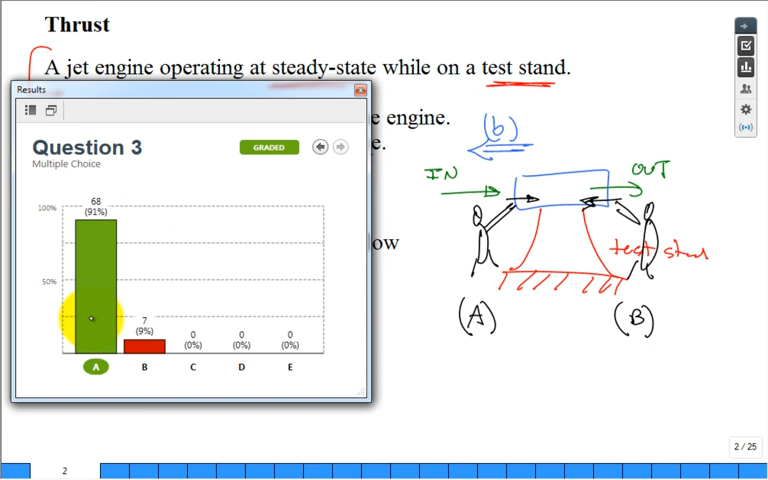 Thrust
A jet engine operating at steady-state while on a test stand.
Results
e engine.
e.
Question 3
Multiple Choice
GRADED
(b)
IN
OUT
100%
68
(91%)
low
test stand
50%
7
(9%)
0
(0%)
0
(0%)
0
(0%)
A B C D E
(A)
(B)
2 / 25
2